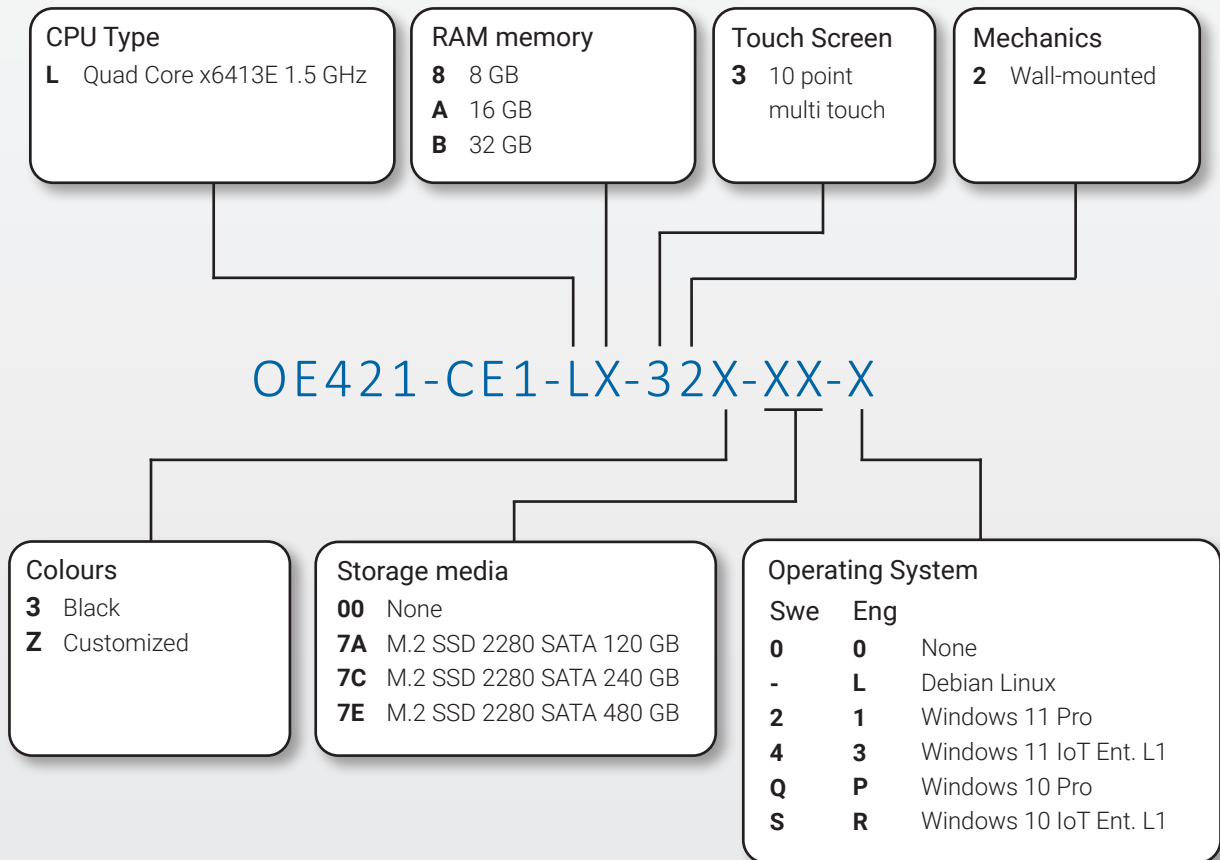 CPU Type
L Quad Core x6413E 1.5 GHz
RAM memory
8 8 GB
A 16 GB
B 32 GB
Touch Screen
3 10 point
multi touch
Mechanics
2 Wall-mounted
OE421-CE1-LX-32X-XX-X
Colours
3 Black
Z Customized
Storage media
00 None
7A M.2 SSD 2280 SATA 120 GB
7C M.2 SSD 2280 SATA 240 GB
7E M.2 SSD 2280 SATA 480 GB
Operating System
Swe Eng
0 0 None
- L Debian Linux
2 1 Windows 11 Pro
4 3 Windows 11 IoT Ent. L1
Q P Windows 10 Pro
S R Windows 10 IoT Ent. L1